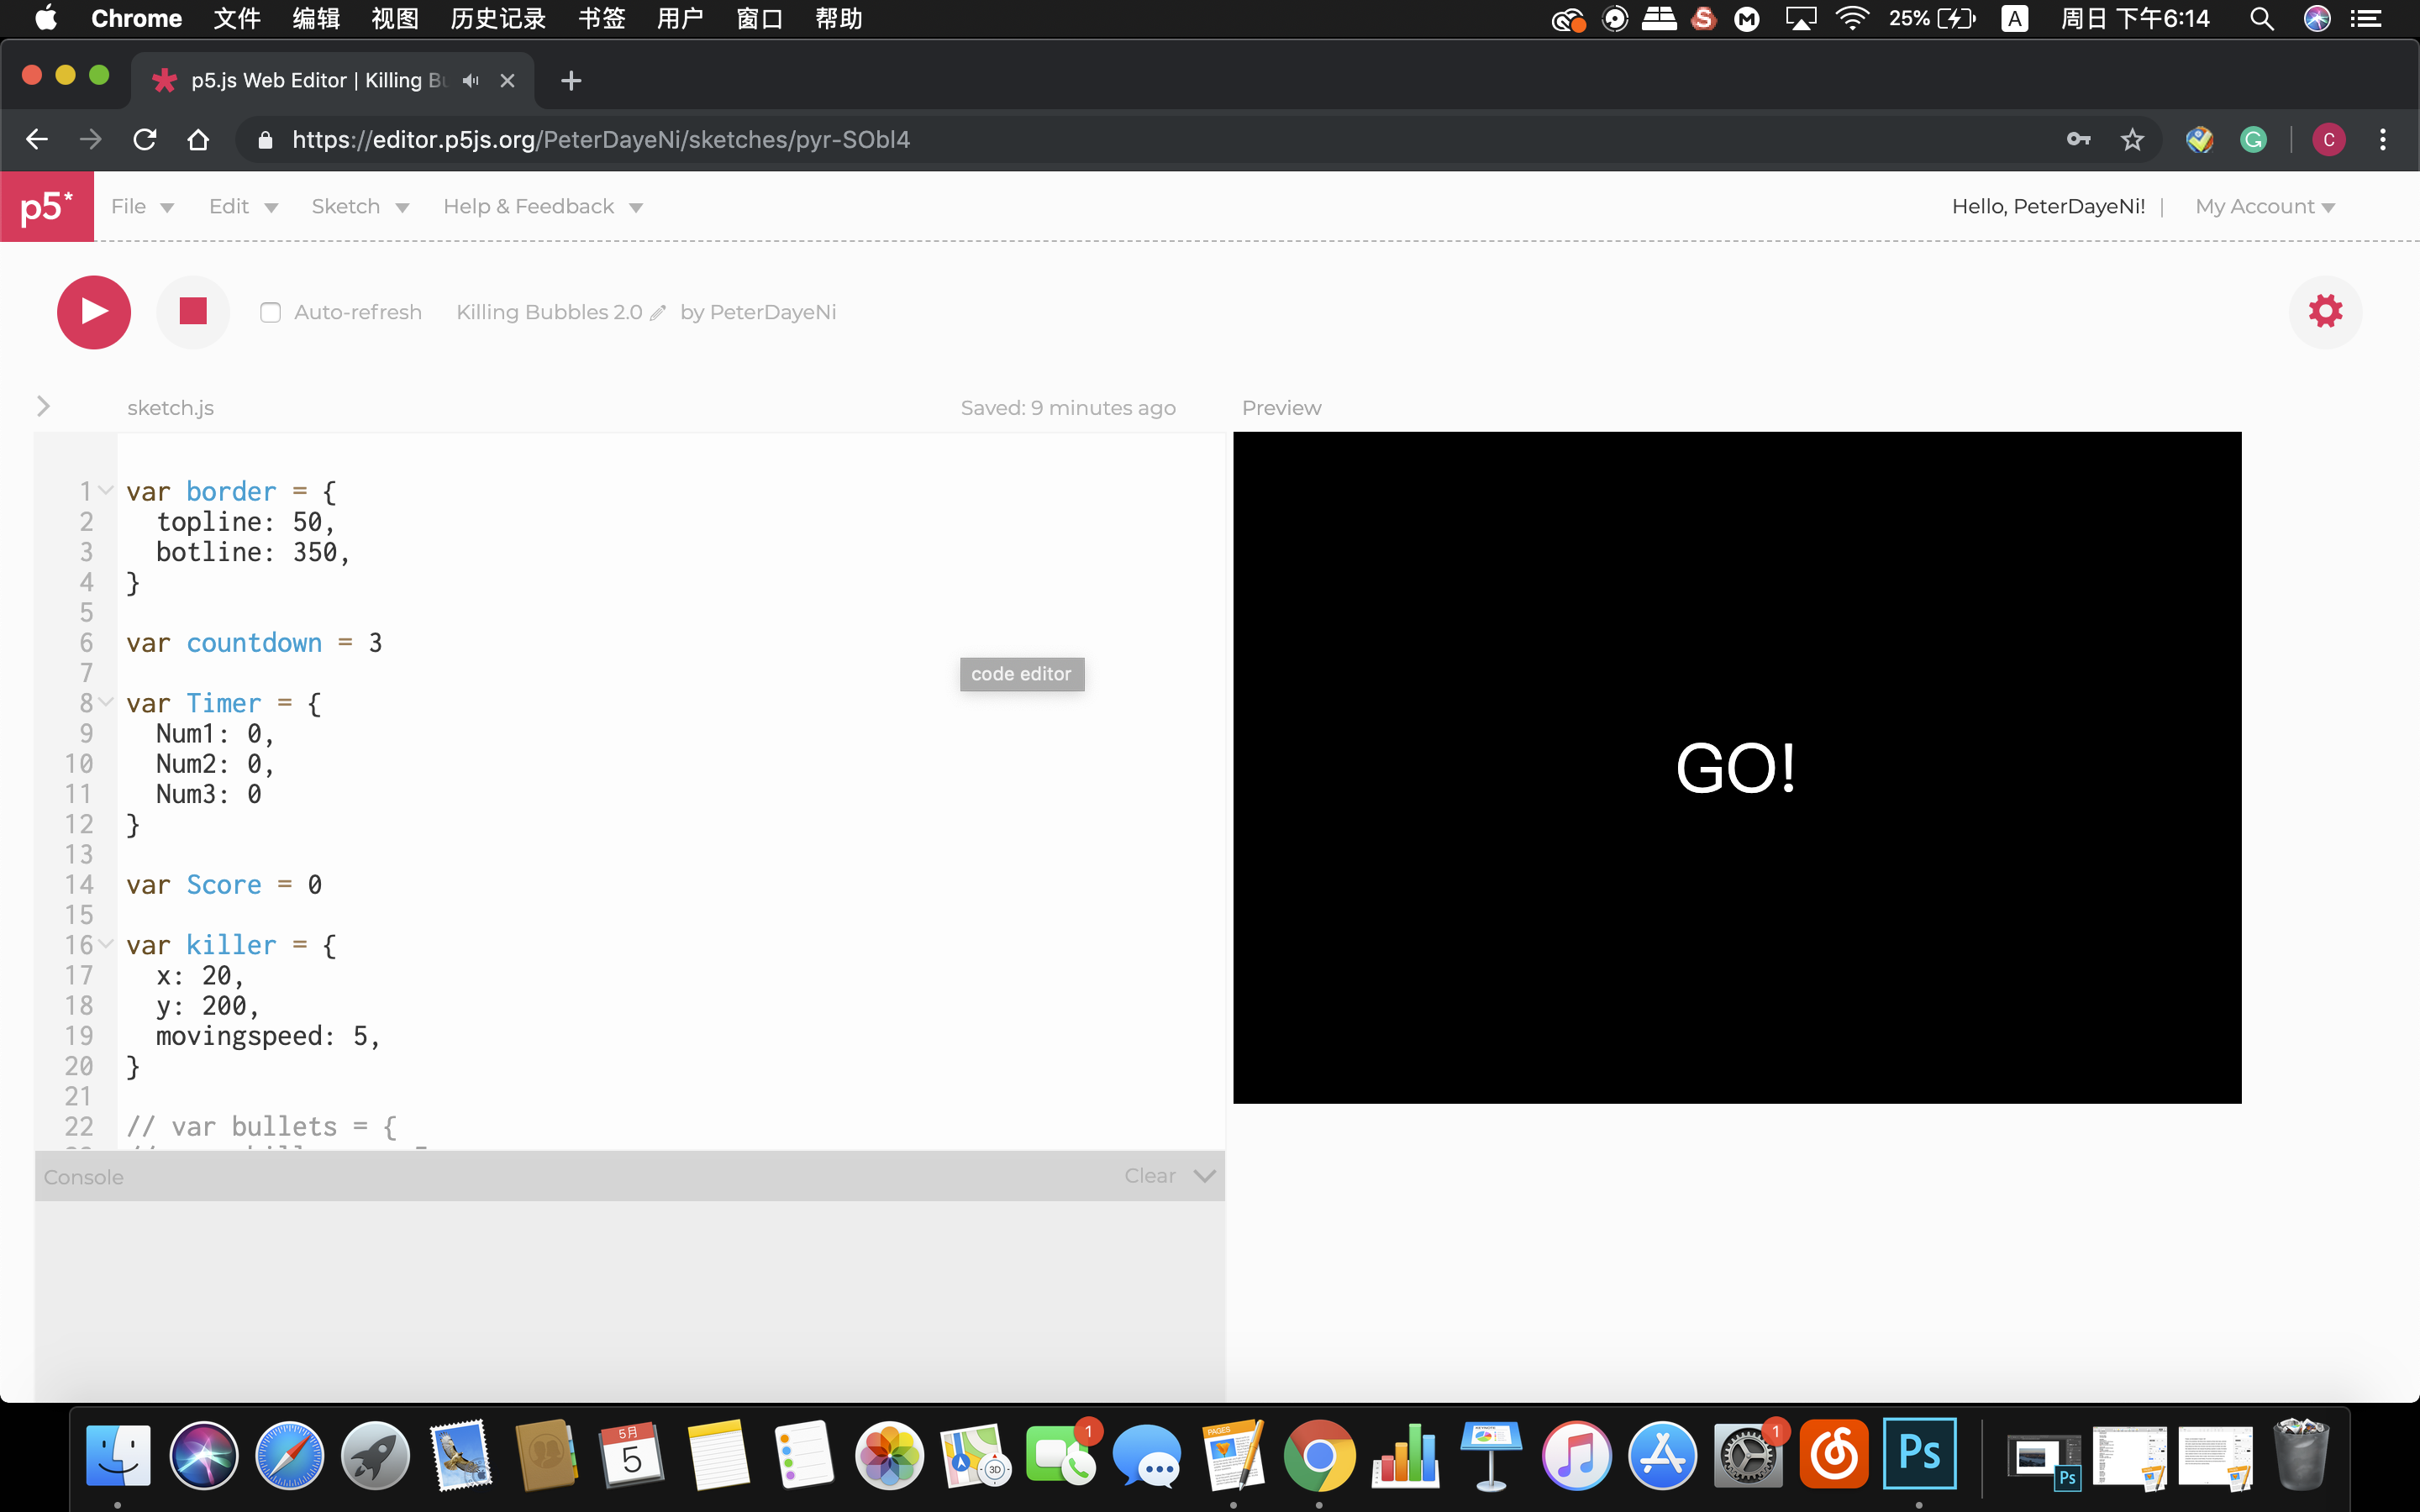 Chrome 文件 编辑 视图 历史记录 书签 用户 窗口 帮助 25% A 周日 下午6:14
p5.js Web Editor | Killing Bu
https://editor.p5js.org/PeterDayeNi/sketches/pyr-SObl4
C
p5* File Edit Sketch Help & Feedback Hello, PeterDayeNi! | My Account
Auto-refresh Killing Bubbles 2.0 by PeterDayeNi
sketch.js Saved: 9 minutes ago Preview
1 var border = {
2 topline: 50,
3 botline: 350,
4 }
5
6 var countdown = 3
7
code editor
8 var Timer = {
9 Num1: 0,
10 Num2: 0,
11 Num3: 0
12 }
13
14 var Score = 0
15
16 var killer = {
17 x: 20,
18 y: 200,
19 movingspeed: 5,
20 }
21
22 // var bullets = {
GO!
Console Clear
5月
5
3D
1
PAGES
1
Ps
Ps